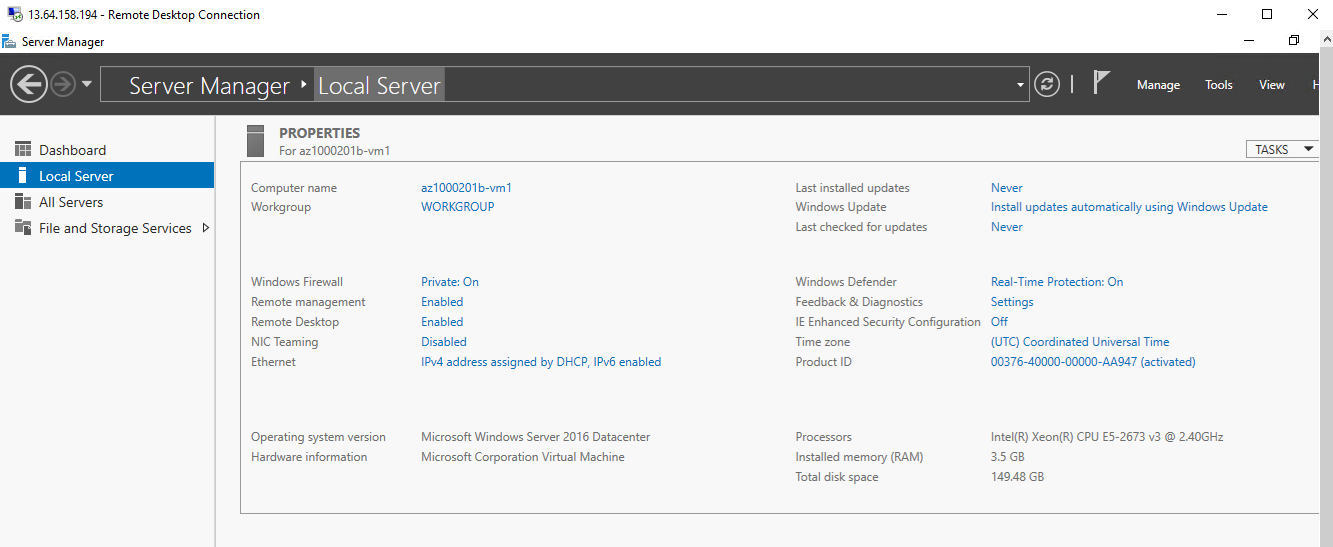 13.64.158.194 - Remote Desktop Connection
Server Manager
Server Manager Local Server
Manage Tools View
Dashboard
Local Server
All Servers
File and Storage Services
PROPERTIES
For az1000201b-vm1
TASKS
Computer name az1000201b-vm1 Last installed updates Never
Workgroup WORKGROUP Windows Update Install updates automatically using Windows Update
Last checked for updates Never
Windows Firewall Private: On Windows Defender Real-Time Protection: On
Remote management Enabled Feedback & Diagnostics Settings
Remote Desktop Enabled IE Enhanced Security Configuration Off
NIC Teaming Disabled Time zone (UTC) Coordinated Universal Time
Ethernet IPv4 address assigned by DHCP, IPv6 enabled Product ID 00376-40000-00000-AA947 (activated)
Operating system version Microsoft Windows Server 2016 Datacenter Processors Intel(R) Xeon(R) CPU E5-2673 v3 @ 2.40GHz
Hardware information Microsoft Corporation Virtual Machine Installed memory (RAM) 3.5 GB
Total disk space 149.48 GB